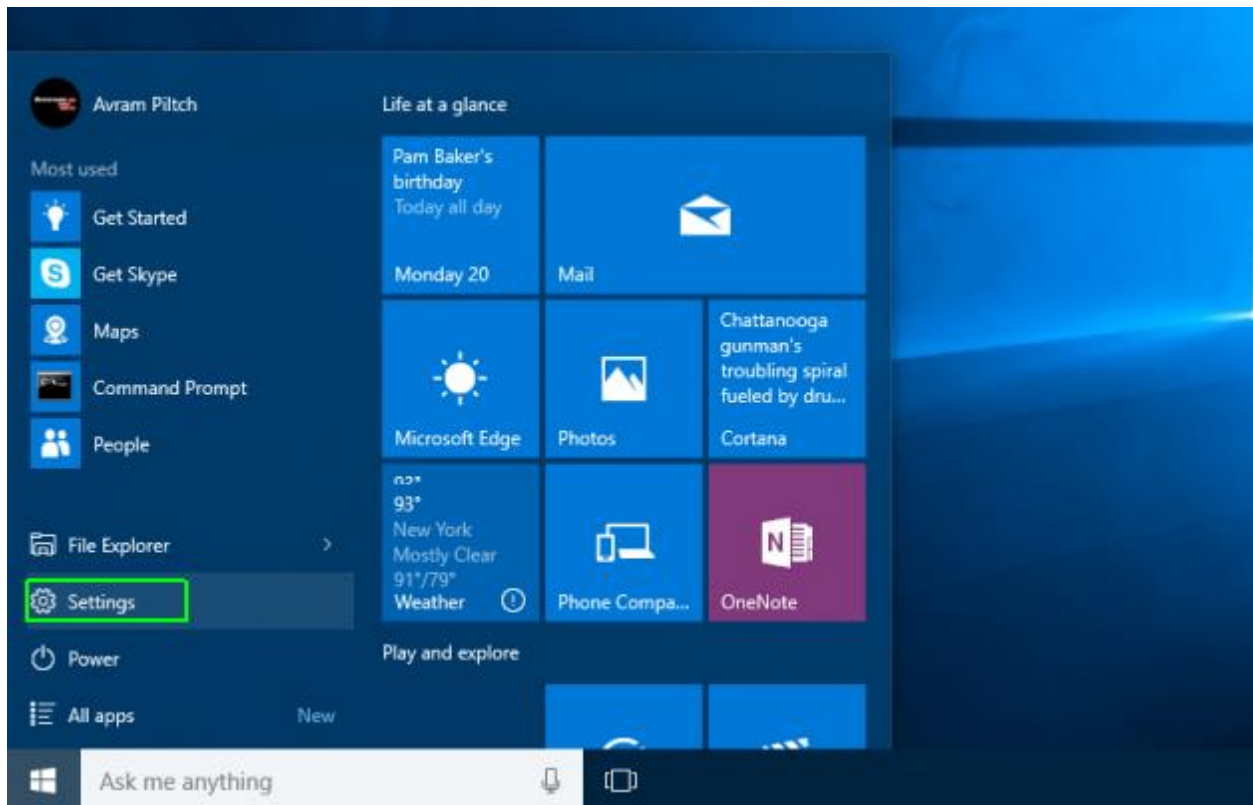 Avram Piltch
Most used
Get Started
Get Skype
Maps
Command Prompt
People
File Explorer
Settings
Power
All apps New
Life at a glance
Pam Baker's
birthday
Today all day
Monday 20
Mail
Microsoft Edge
Photos
Chattanooga
gunman's
troubling spiral
fueled by dru...
Cortana
93°
New York
Mostly Clear
91°/79°
Weather
Phone Compa...
N
OneNote
Play and explore
Ask me anything